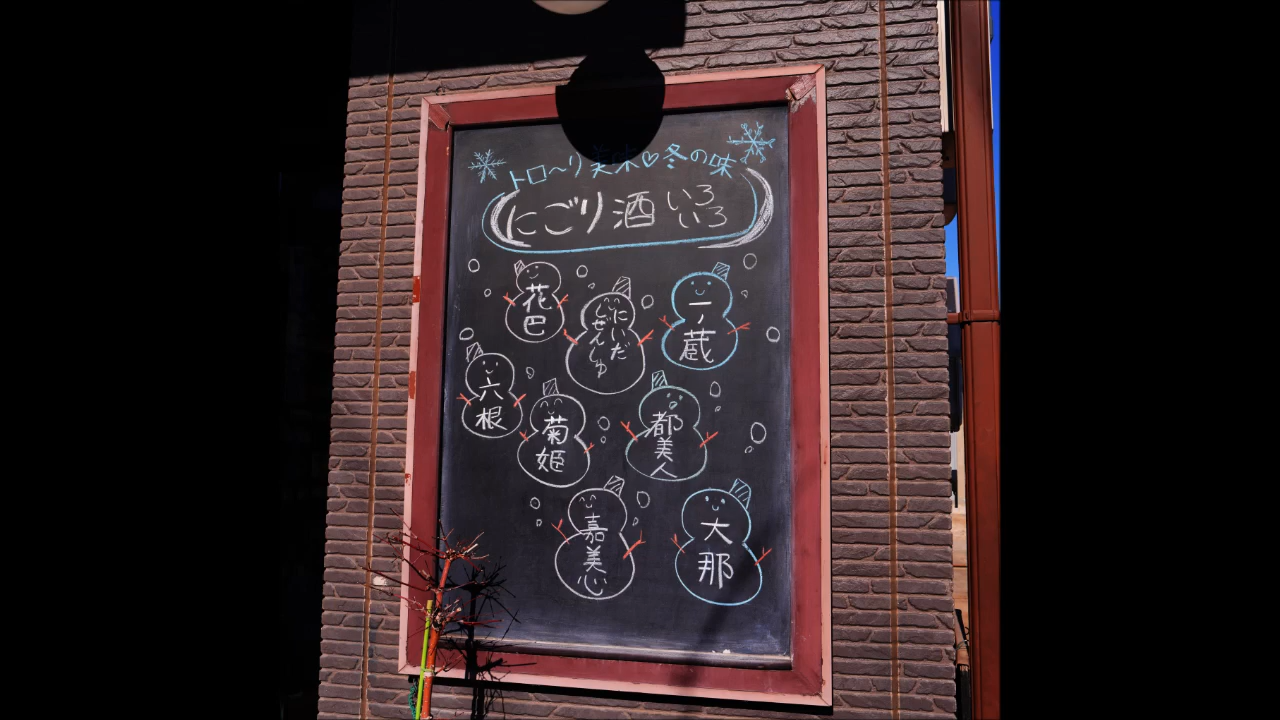 トロ〜り美味♡冬の味
にごり酒 いろいろ
花巴
にいだしぜんしゅ
一ノ蔵
六根
菊姫
都美人
嘉美心
大那